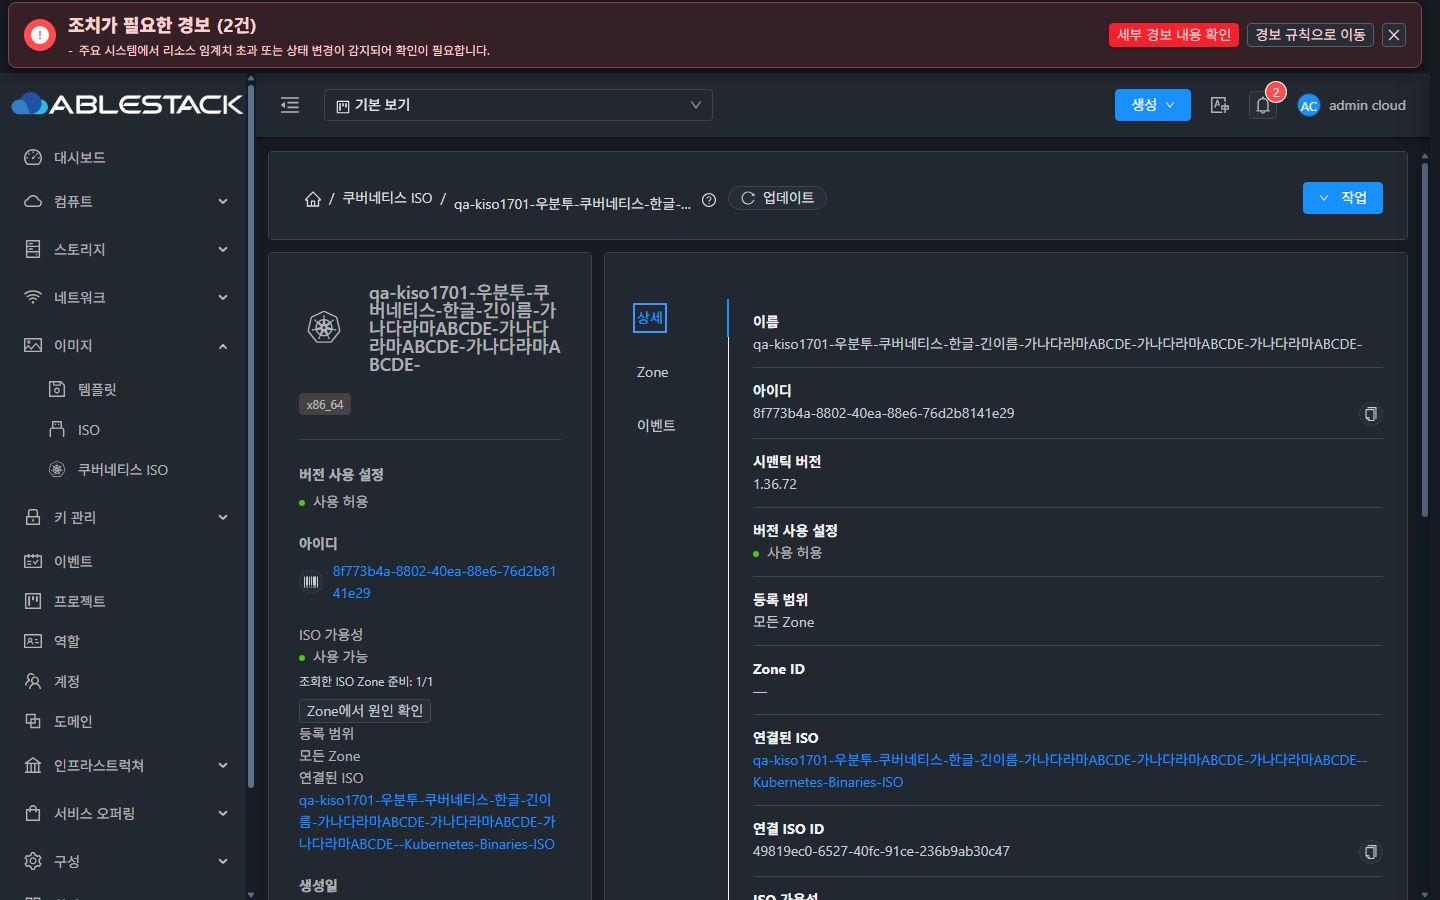 조치가 필요한 경보 (2건)
- 주요 시스템에서 리소스 임계치 초과 또는 상태 변경이 감지되어 확인이 필요합니다.
세부 경보 내용 확인
경보 규칙으로 이동
ABLESTACK
기본 보기
생성
2
AC
admin cloud
대시보드
컴퓨트
스토리지
네트워크
이미지
템플릿
ISO
쿠버네티스 ISO
키 관리
이벤트
프로젝트
역할
계정
도메인
인프라스트럭쳐
서비스 오퍼링
구성
/ 쿠버네티스 ISO / qa-kiso1701-우분투-쿠버네티스-한글-...
업데이트
작업
qa-kiso1701-우분투-쿠
버네티스-한글-긴이름-가
나다라마ABCDE-가나다
라마ABCDE-가나다라마A
BCDE-
x86_64
버전 사용 설정
사용 허용
아이디
8f773b4a-8802-40ea-88e6-76d2b81
41e29
ISO 가용성
사용 가능
조회한 ISO Zone 준비: 1/1
Zone에서 원인 확인
등록 범위
모든 Zone
연결된 ISO
qa-kiso1701-우분투-쿠버네티스-한글-긴이
름-가나다라마ABCDE-가나다라마ABCDE-가
나다라마ABCDE--Kubernetes-Binaries-ISO
생성일
상세
Zone
이벤트
이름
qa-kiso1701-우분투-쿠버네티스-한글-긴이름-가나다라마ABCDE-가나다라마ABCDE-가나다라마ABCDE-
아이디
8f773b4a-8802-40ea-88e6-76d2b8141e29
시맨틱 버전
1.36.72
버전 사용 설정
사용 허용
등록 범위
모든 Zone
Zone ID
—
연결된 ISO
qa-kiso1701-우분투-쿠버네티스-한글-긴이름-가나다라마ABCDE-가나다라마ABCDE-가나다라마ABCDE--
Kubernetes-Binaries-ISO
연결 ISO ID
49819ec0-6527-40fc-91ce-236b9ab30c47
ISO 가용성